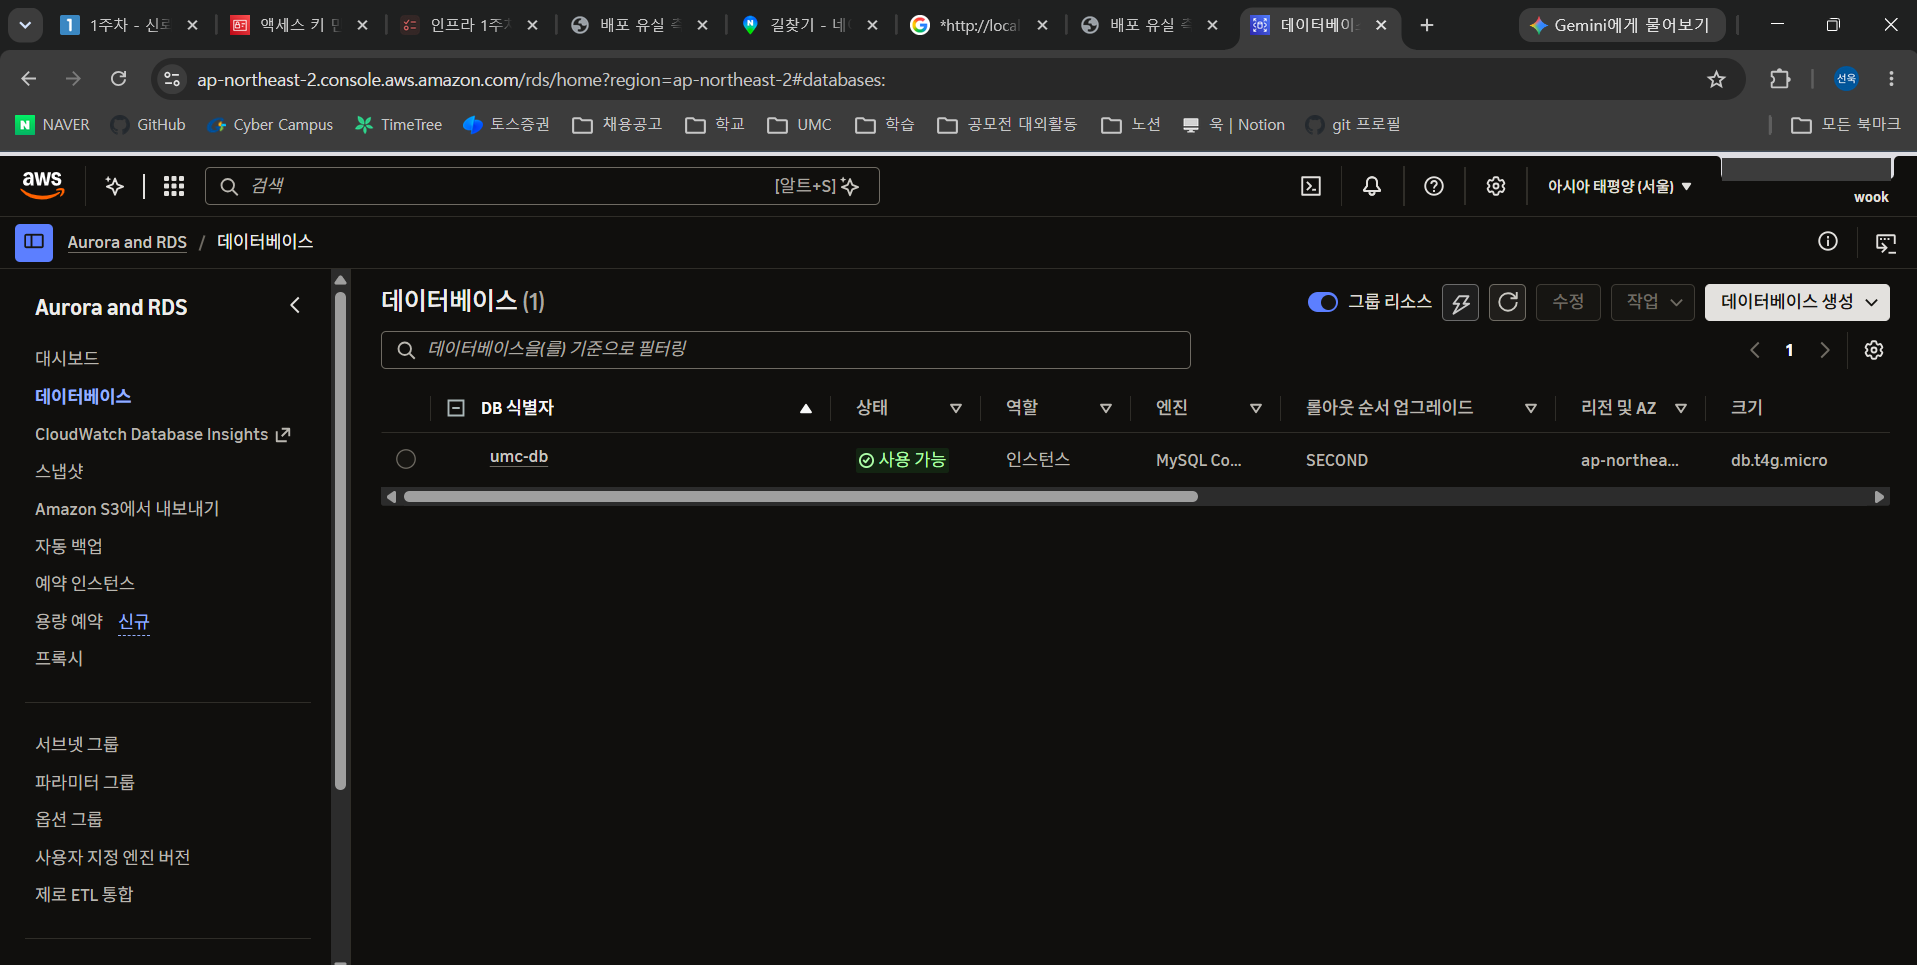 1주차 - 신뢰
액세스 키 만
인프라 1주차
배포 유실 즉
길찾기 - 네이
*http://local
배포 유실 즉
데이터베이스
Gemini에게 물어보기
ap-northeast-2.console.aws.amazon.com/rds/home?region=ap-northeast-2#databases:
선욱
NAVER
GitHub
Cyber Campus
TimeTree
토스증권
채용공고
학교
UMC
학습
공모전 대외활동
노션
욱 | Notion
git 프로필
모든 북마크
aws
검색
[알트+S]
아시아 태평양 (서울)
wook
Aurora and RDS / 데이터베이스
Aurora and RDS
대시보드
데이터베이스
CloudWatch Database Insights
스냅샷
Amazon S3에서 내보내기
자동 백업
예약 인스턴스
용량 예약 신규
프록시
서브넷 그룹
파라미터 그룹
옵션 그룹
사용자 지정 엔진 버전
제로 ETL 통합
데이터베이스 (1)
그룹 리소스
수정
작업
데이터베이스 생성
데이터베이스을(를) 기준으로 필터링
1
DB 식별자
상태
역할
엔진
롤아웃 순서 업그레이드
리전 및 AZ
크기
umc-db
사용 가능
인스턴스
MySQL Co...
SECOND
ap-northea...
db.t4g.micro